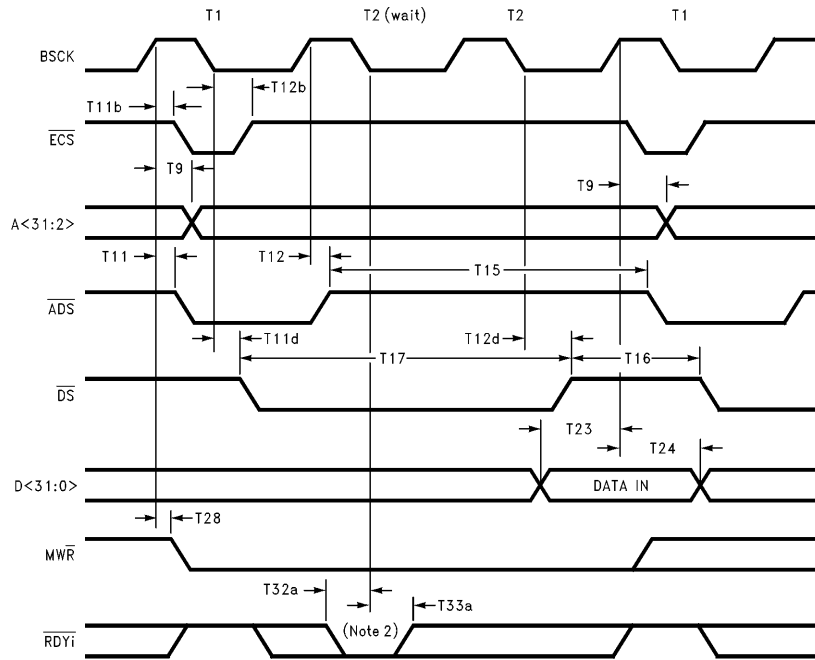 T1 T2 (wait) T2 T1
BSCK
T11b T12b
ECS
T9 T9
A<31:2>
T11 T12 T15
ADS
T11d T12d
T17 T16
DS
T23 T24
D<31:0> DATA IN
T28
MWR
T32a T33a
(Note 2)
RDYi